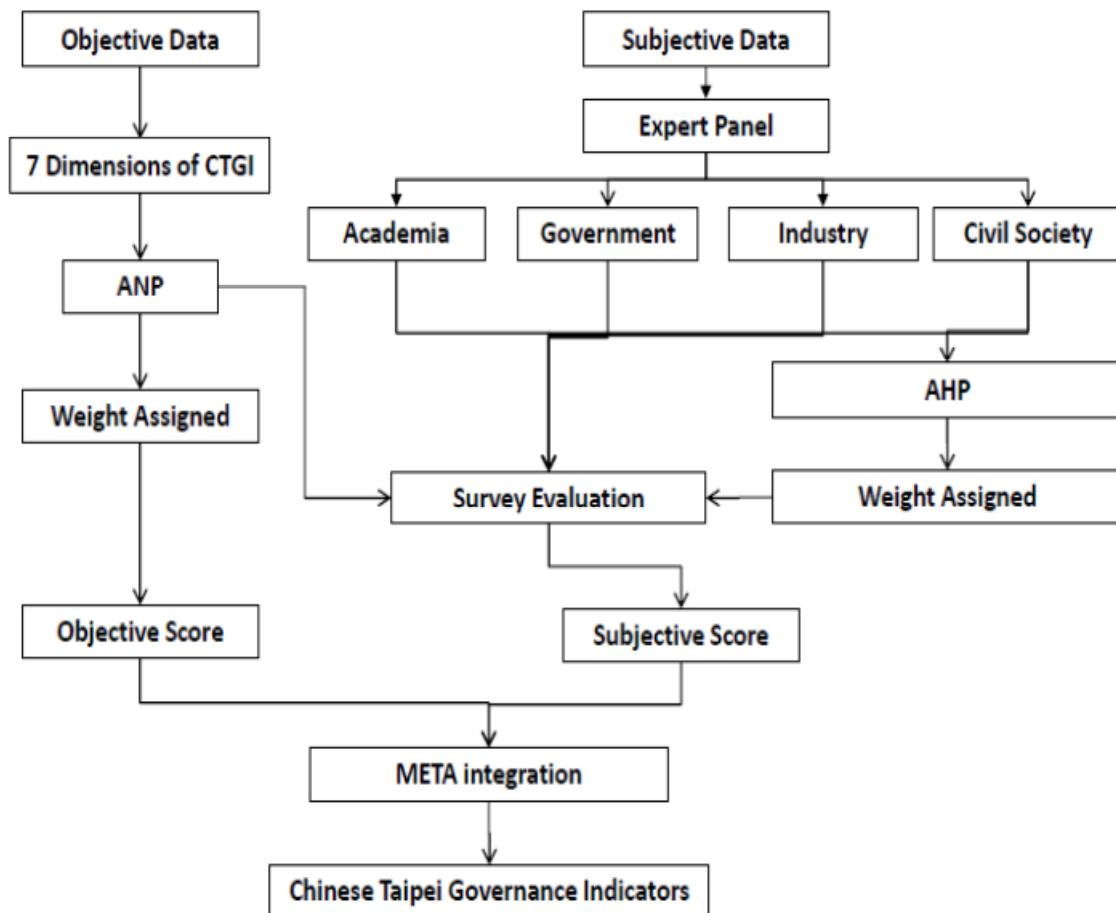 Objective Data
Subjective Data
Expert Panel
7 Dimensions of CTGI
Academia
Government
Industry
Civil Society
ANP
AHP
Weight Assigned
Survey Evaluation
Weight Assigned
Objective Score
Subjective Score
META integration
Chinese Taipei Governance Indicators